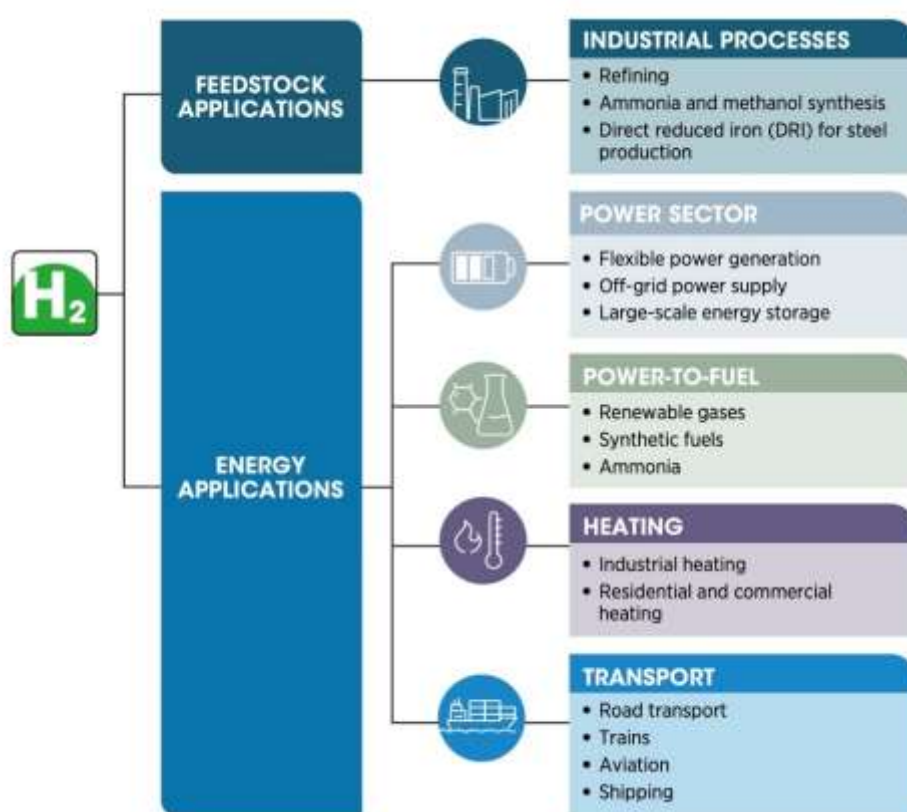 H2
FEEDSTOCK
APPLICATIONS
INDUSTRIAL PROCESSES
• Refining
• Ammonia and methanol synthesis
• Direct reduced iron (DRI) for steel
production
ENERGY
APPLICATIONS
POWER SECTOR
• Flexible power generation
• Off-grid power supply
• Large-scale energy storage
POWER-TO-FUEL
• Renewable gases
• Synthetic fuels
• Ammonia
HEATING
• Industrial heating
• Residential and commercial
heating
TRANSPORT
• Road transport
• Trains
• Aviation
• Shipping